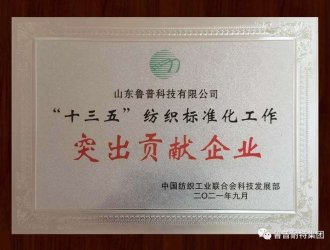 山东鲁普科技有限公司
“十三五”纺织标准化工作
突出贡献企业
中国纺织工业联合会科技发展部
二〇二一年九月
鲁普耐特集团